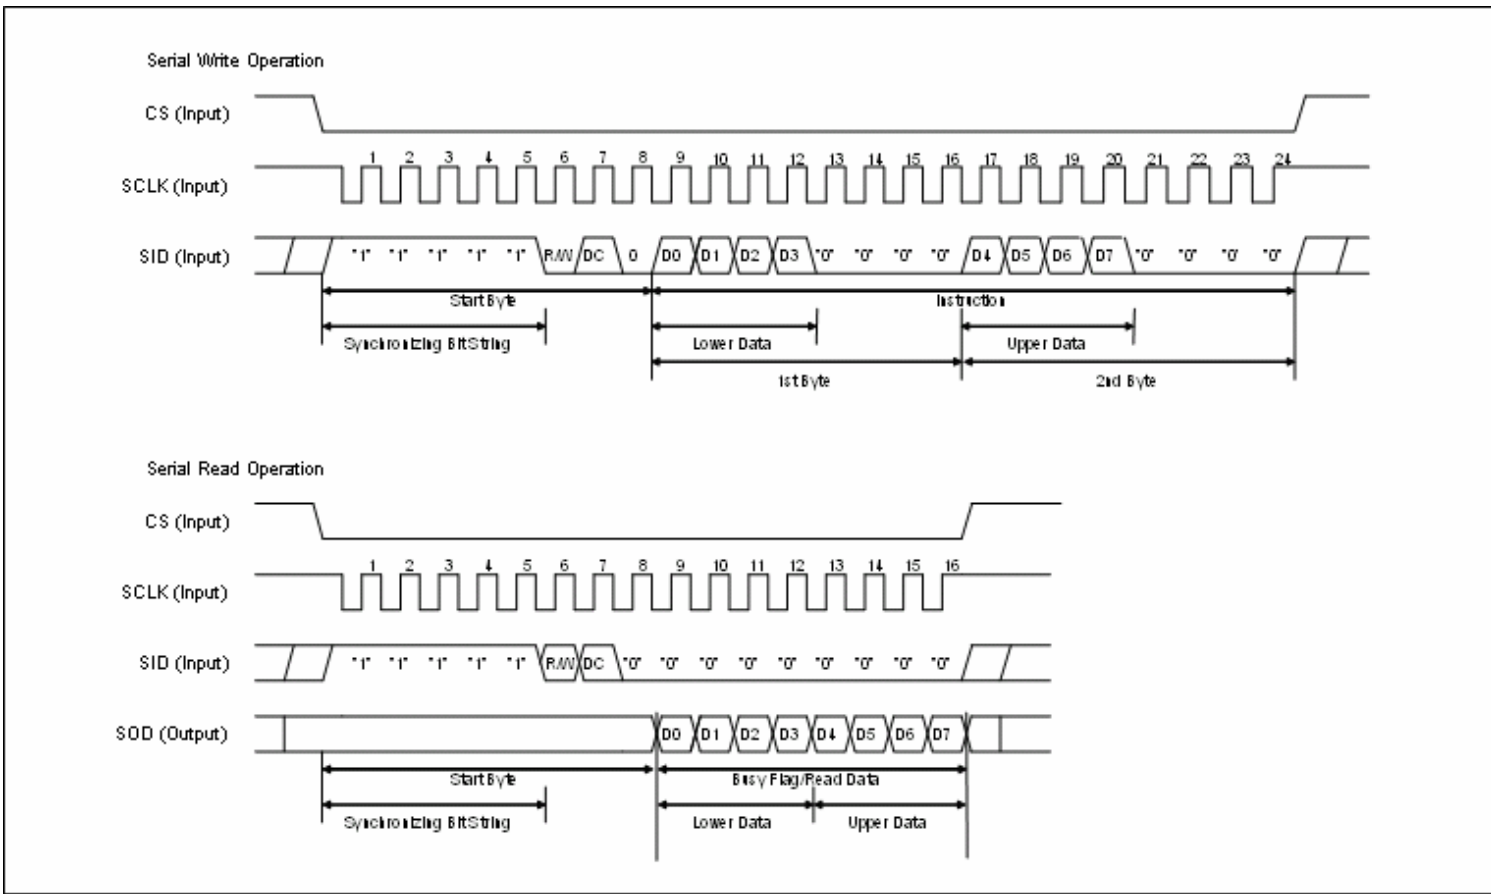 Serial Write Operation
CS (Input)
1 2 3 4 5 6 7 8 9 10 11 12 13 14 15 16 17 18 19 20 21 22 23 24
SCLK (Input)
SID (Input) "1" "1" "1" "1" "1" R/W DC 0 D0 D1 D2 D3 "0" "0" "0" "0" D4 D5 D6 D7 "0" "0" "0" "0"
Start Byte Instruction
Synchronizing Bit String Lower Data Upper Data
1st Byte 2nd Byte
Serial Read Operation
CS (Input)
1 2 3 4 5 6 7 8 9 10 11 12 13 14 15 16
SCLK (Input)
SID (Input) "1" "1" "1" "1" "1" R/W DC "0" "0" "0" "0" "0" "0" "0" "0" "0"
SOD (Output) D0 D1 D2 D3 D4 D5 D6 D7
Start Byte Busy Flag/Read Data
Synchronizing Bit String Lower Data Upper Data